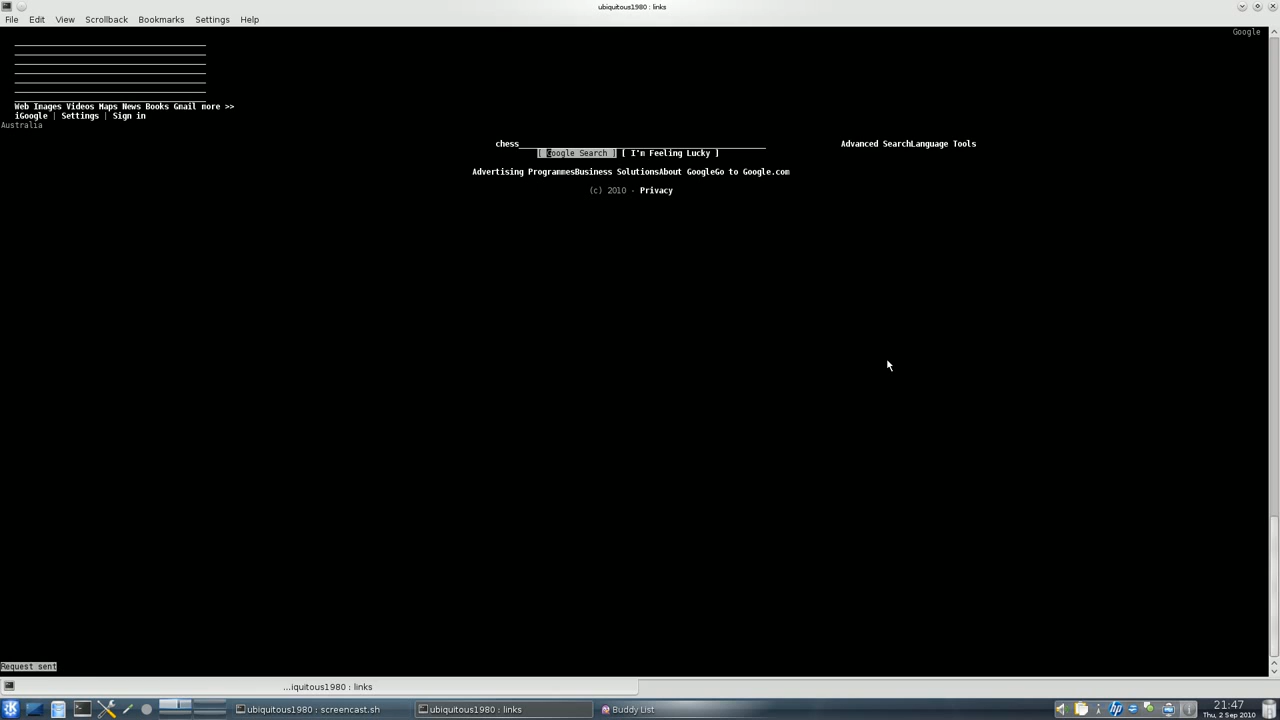 ubiquitous1980 : links
File Edit View Scrollback Bookmarks Settings Help
Google
Web Images Videos Maps News Books Gmail more >>
iGoogle | Settings | Sign in
Australia
chess Advanced SearchLanguage Tools
[ Google Search ] [ I'm Feeling Lucky ]
Advertising ProgrammesBusiness SolutionsAbout GoogleGo to Google.com
(c) 2010 - Privacy
Request sent
...iquitous1980 : links
ubiquitous1980 : screencast.sh
ubiquitous1980 : links
Buddy List
21:47
Thu, 2 Sep 2010